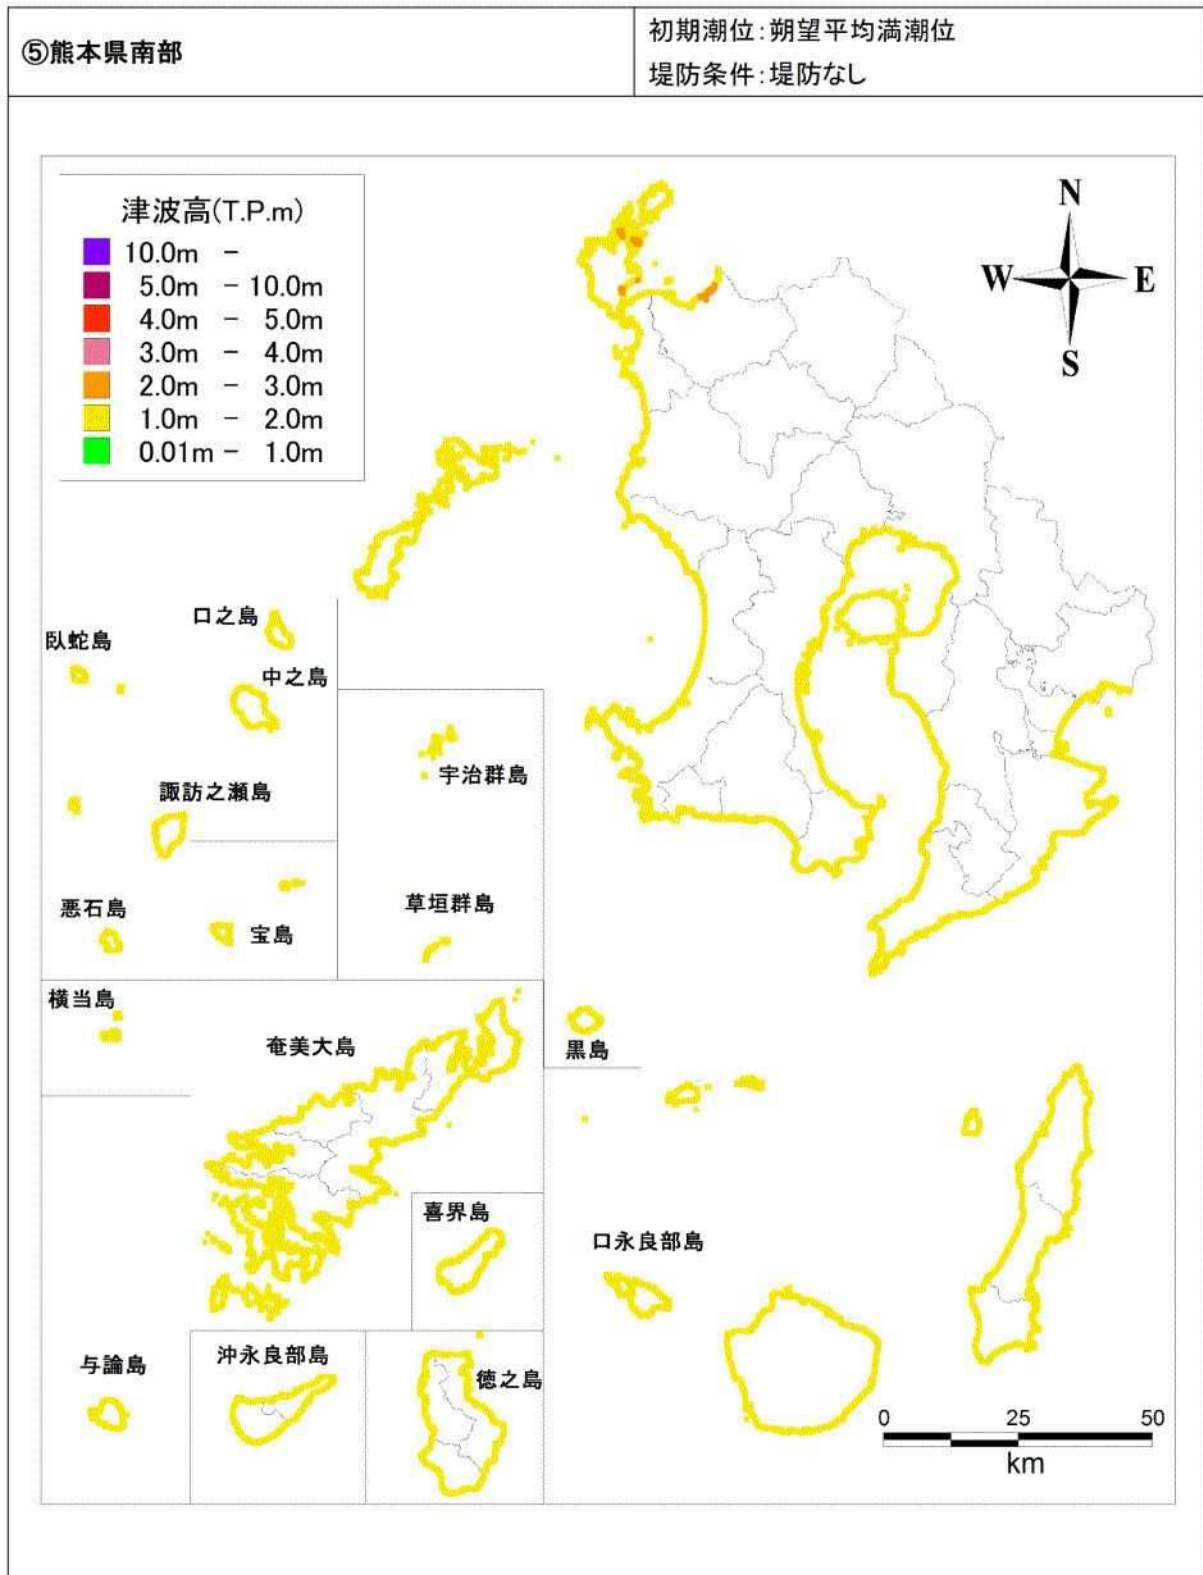 ⑤熊本県南部
初期潮位:朔望平均満潮位
堤防条件:堤防なし
津波高(T.P.m)
10.0m -
5.0m - 10.0m
4.0m - 5.0m
3.0m - 4.0m
2.0m - 3.0m
1.0m - 2.0m
0.01m - 1.0m
N
W
E
S
口之島
臥蛇島
中之島
宇治群島
諏訪之瀬島
悪石島
宝島
草垣群島
横当島
奄美大島
黒島
喜界島
口永良部島
与論島
沖永良部島
徳之島
0 25 50
km